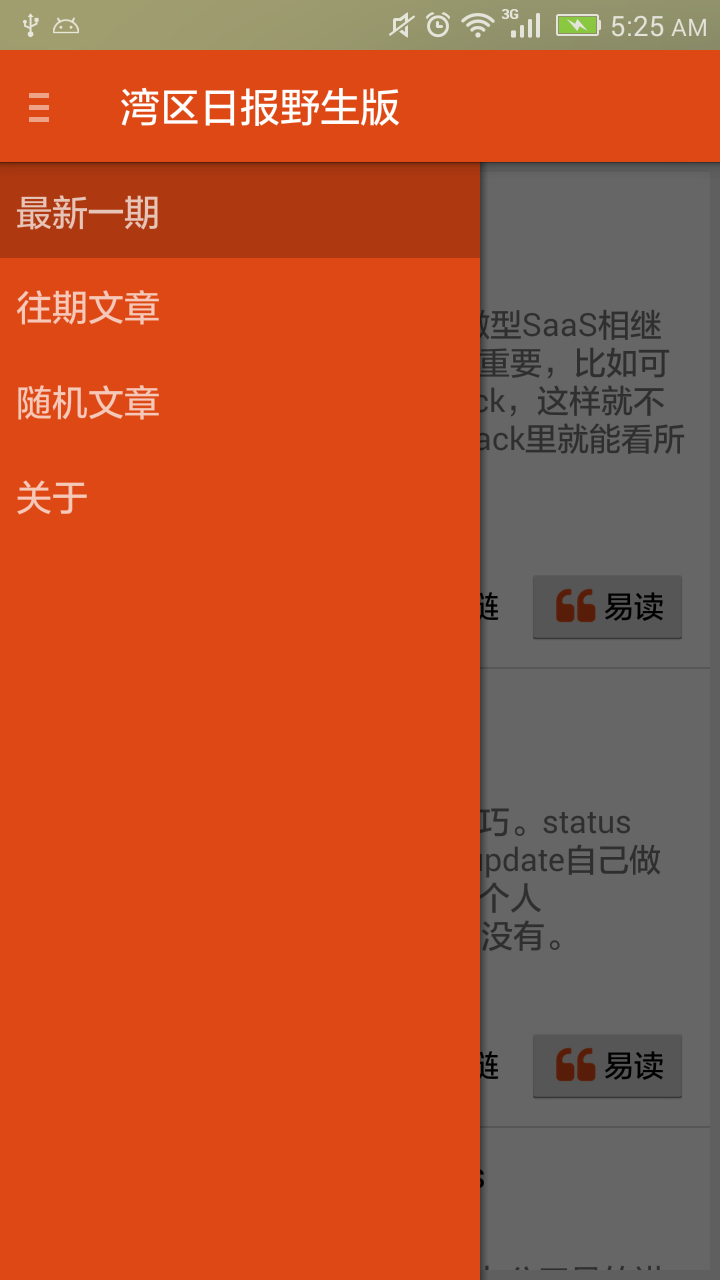 3G
5:25 AM
湾区日报野生版
最新一期
往期文章
随机文章
关于
型SaaS相继
重要，比如可
ck，这样就不
ack里就能看所
链
易读
巧。status
update自己做
个人
没有。
链
易读
s